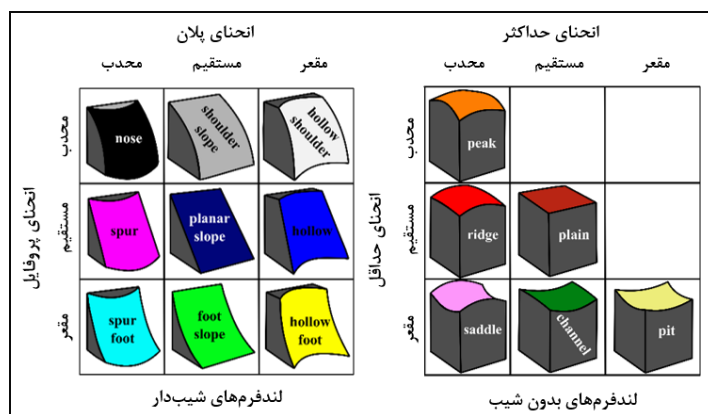 انحنای پلان
محدب مستقیم مقعر
انحنای پروفایل
محدب
مستقیم
مقعر
nose
shoulder slope
hollow shoulder
spur
planar slope
hollow
spur foot
foot slope
hollow foot
لندفرم‌های شیب‌دار
انحنای حداکثر
محدب مستقیم مقعر
انحنای حداقل
محدب
مستقیم
مقعر
peak
ridge
plain
saddle
channel
pit
لندفرم‌های بدون شیب